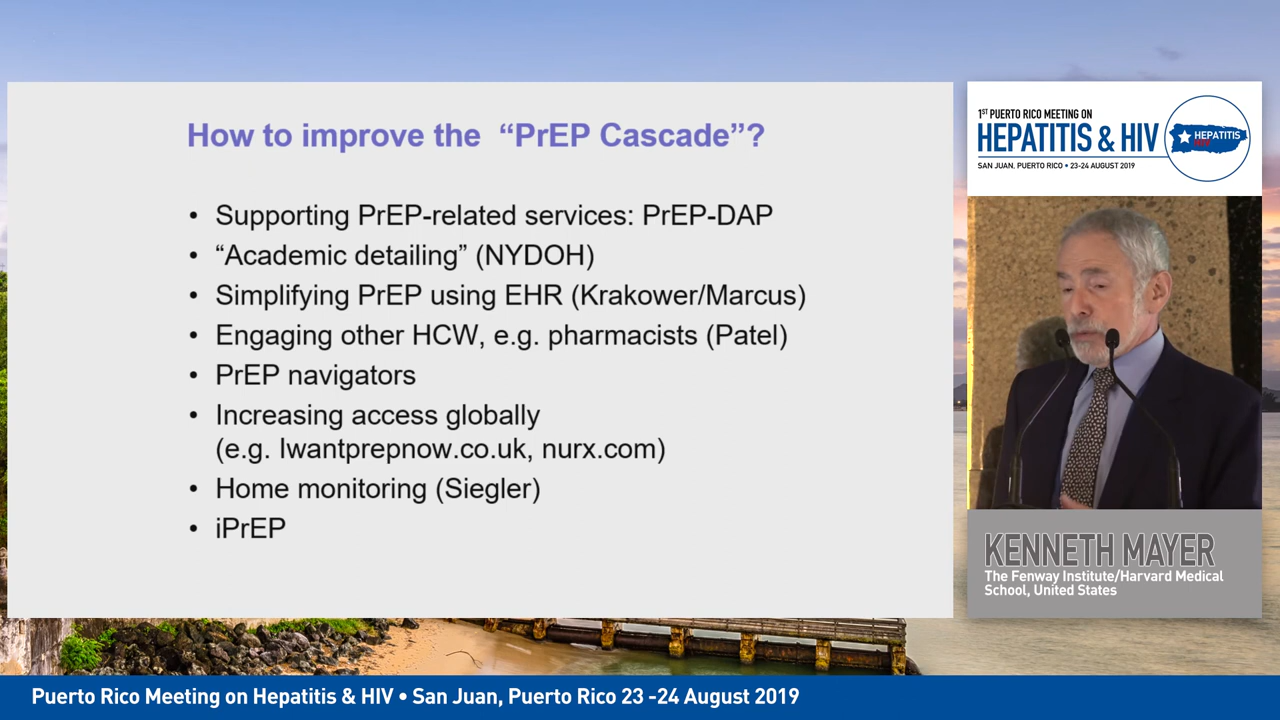 How to improve the “PrEP Cascade”?
• Supporting PrEP-related services: PrEP-DAP
• “Academic detailing” (NYDOH)
• Simplifying PrEP using EHR (Krakower/Marcus)
• Engaging other HCW, e.g. pharmacists (Patel)
• PrEP navigators
• Increasing access globally
(e.g. Iwantprepnow.co.uk, nurx.com)
• Home monitoring (Siegler)
• iPrEP
1ST PUERTO RICO MEETING ON
HEPATITIS & HIV
SAN JUAN, PUERTO RICO • 23-24 AUGUST 2019
HEPATITIS
KENNETH MAYER
The Fenway Institute/Harvard Medical
School, United States
Puerto Rico Meeting on Hepatitis & HIV • San Juan, Puerto Rico 23 -24 August 2019